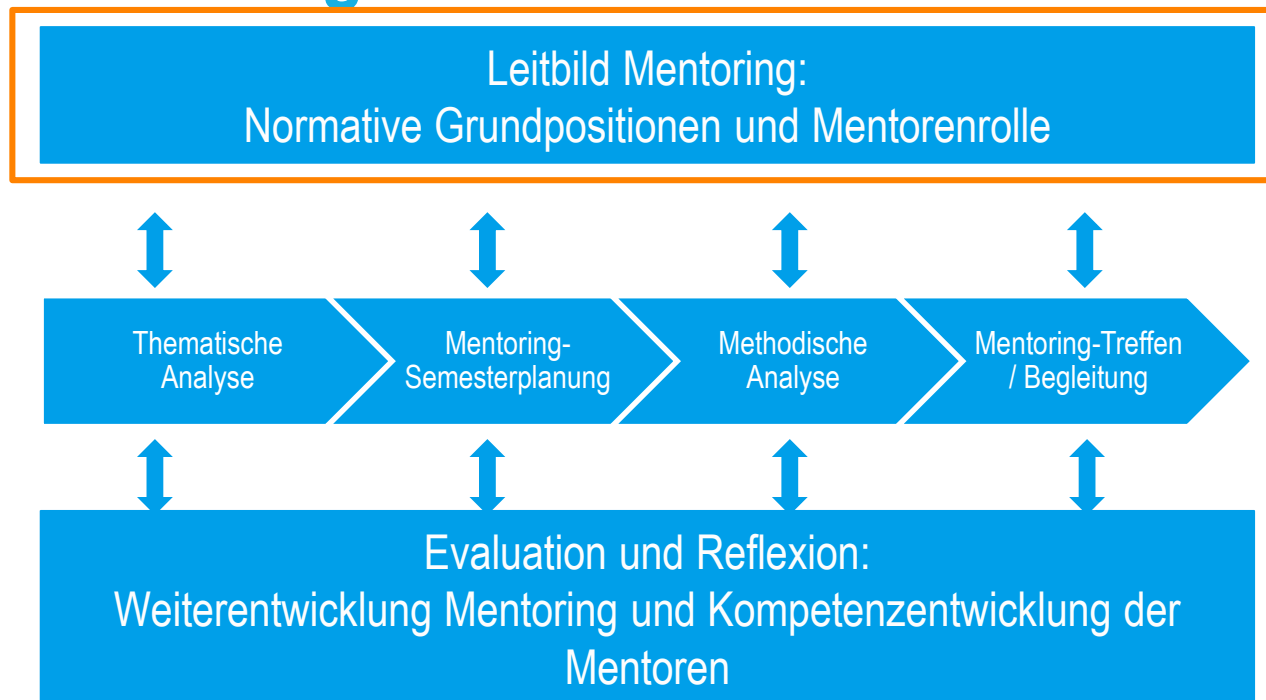 Leitbild Mentoring:
Normative Grundpositionen und Mentorenrolle
Thematische
Analyse
Mentoring-
Semesterplanung
Methodische
Analyse
Mentoring-Treffen
/ Begleitung
Evaluation und Reflexion:
Weiterentwicklung Mentoring und Kompetenzentwicklung der
Mentoren